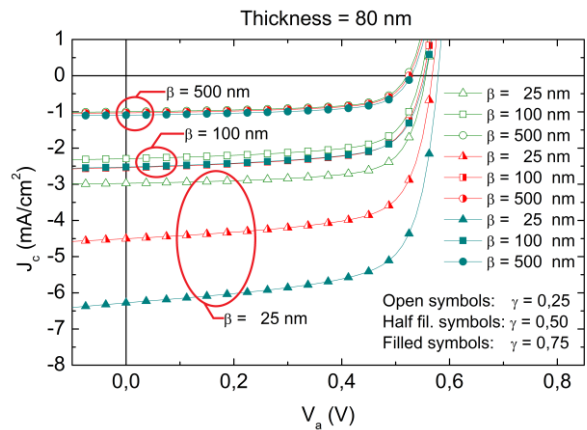 Thickness = 80 nm
J_c (mA/cm²)
1
0
-1
-2
-3
-4
-5
-6
-7
-8
β = 500 nm
β = 100 nm
β = 25 nm
β = 25 nm
β = 100 nm
β = 500 nm
β = 25 nm
β = 100 nm
β = 500 nm
β = 25 nm
β = 100 nm
β = 500 nm
Open symbols: γ = 0,25
Half fil. symbols: γ = 0,50
Filled symbols: γ = 0,75
0,0
0,2
0,4
0,6
0,8
V_a (V)